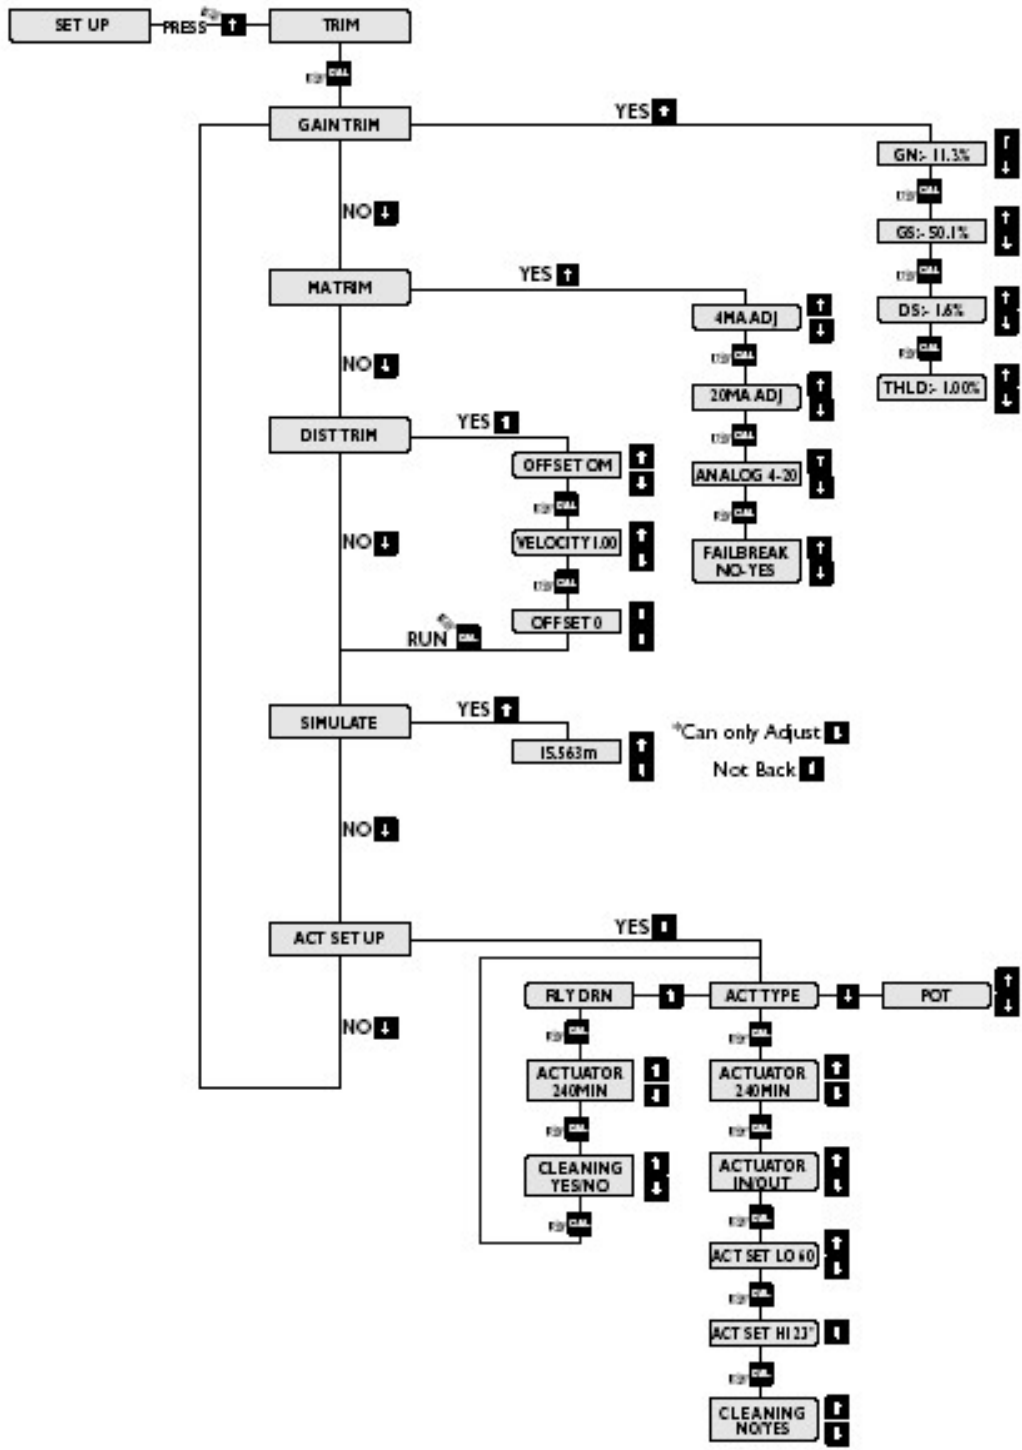 SET UP
PRESS
TRIM
CAL
GAIN TRIM
YES
GN:- 11.3%
CAL
NO
GS:- 50.1%
CAL
MA TRIM
YES
DS:- 1.6%
4MA ADJ
CAL
CAL
NO
THLD:- 1.00%
20MA ADJ
DIST TRIM
YES
CAL
OFFSET OM
ANALOG 4-20
CAL
CAL
NO
VELOCITY 1.00
FAILBREAK
NO-YES
CAL
OFFSET 0
RUN
CAL
SIMULATE
YES
15.563m
*Can only Adjust
Not Back
NO
ACT SET UP
YES
RLY DRN
ACT TYPE
POT
NO
CAL
CAL
ACTUATOR
240MIN
ACTUATOR
240MIN
CAL
CAL
CLEANING
YES/NO
ACTUATOR
IN/OUT
CAL
CAL
ACT SET LO 60
CAL
ACT SET HI 23*
CAL
CLEANING
NO/YES